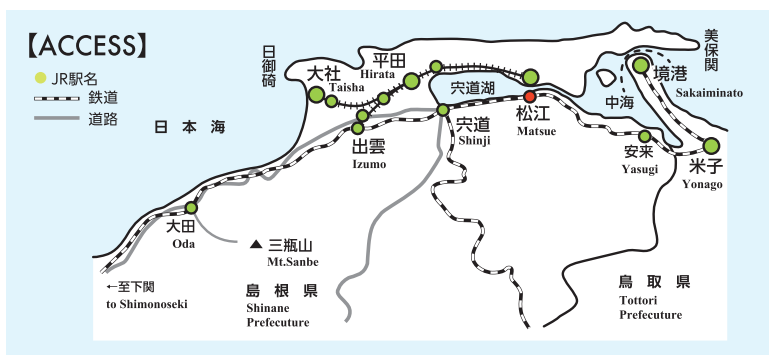 【ACCESS】
JR駅名
鉄道
道路
日本海
日御碕
大社
Taisha
平田
Hirata
宍道湖
美保関
境港
Sakaiminato
中海
松江
Matsue
宍道
Shinji
出雲
Izumo
安来
Yasugi
米子
Yonago
大田
Oda
▲三瓶山
Mt.Sanbe
←至下関
to Shimonoseki
島根県
Shinane
Prefecuture
鳥取県
Tottori
Prefecuture